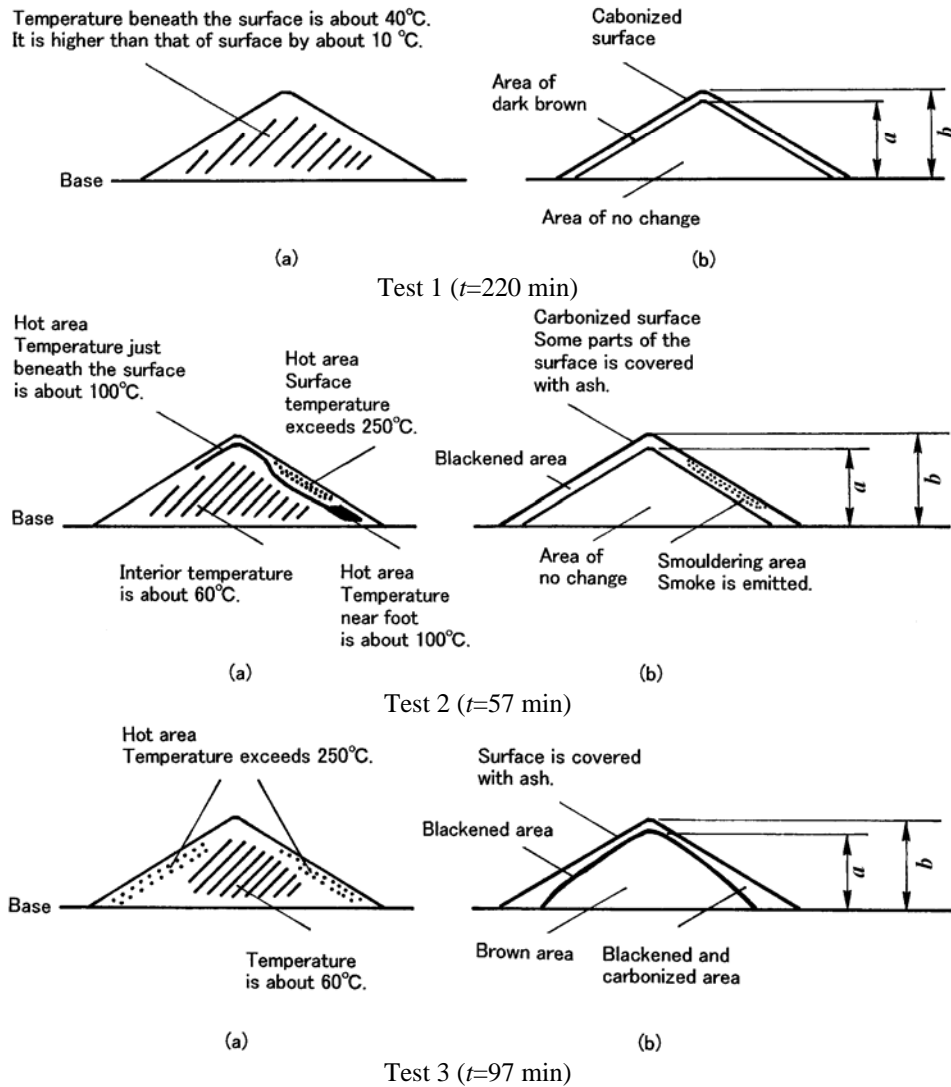 Temperature beneath the surface is about 40℃.
It is higher than that of surface by about 10 ℃.
Base
(a)
Cabonized
surface
Area of
dark brown
a
b
Area of no change
(b)
Test 1 (t=220 min)
Hot area
Temperature just
beneath the surface
is about 100℃.
Hot area
Surface
temperature
exceeds 250℃.
Base
Interior temperature
is about 60℃.
Hot area
Temperature
near foot
is about 100℃.
(a)
Carbonized surface
Some parts of the
surface is covered
with ash.
Blackened area
a
b
Area of
no change
Smouldering area
Smoke is emitted.
(b)
Test 2 (t=57 min)
Hot area
Temperature exceeds 250℃.
Base
Temperature
is about 60℃.
(a)
Surface is covered
with ash.
Blackened area
a
b
Brown area
Blackened and
carbonized area
(b)
Test 3 (t=97 min)